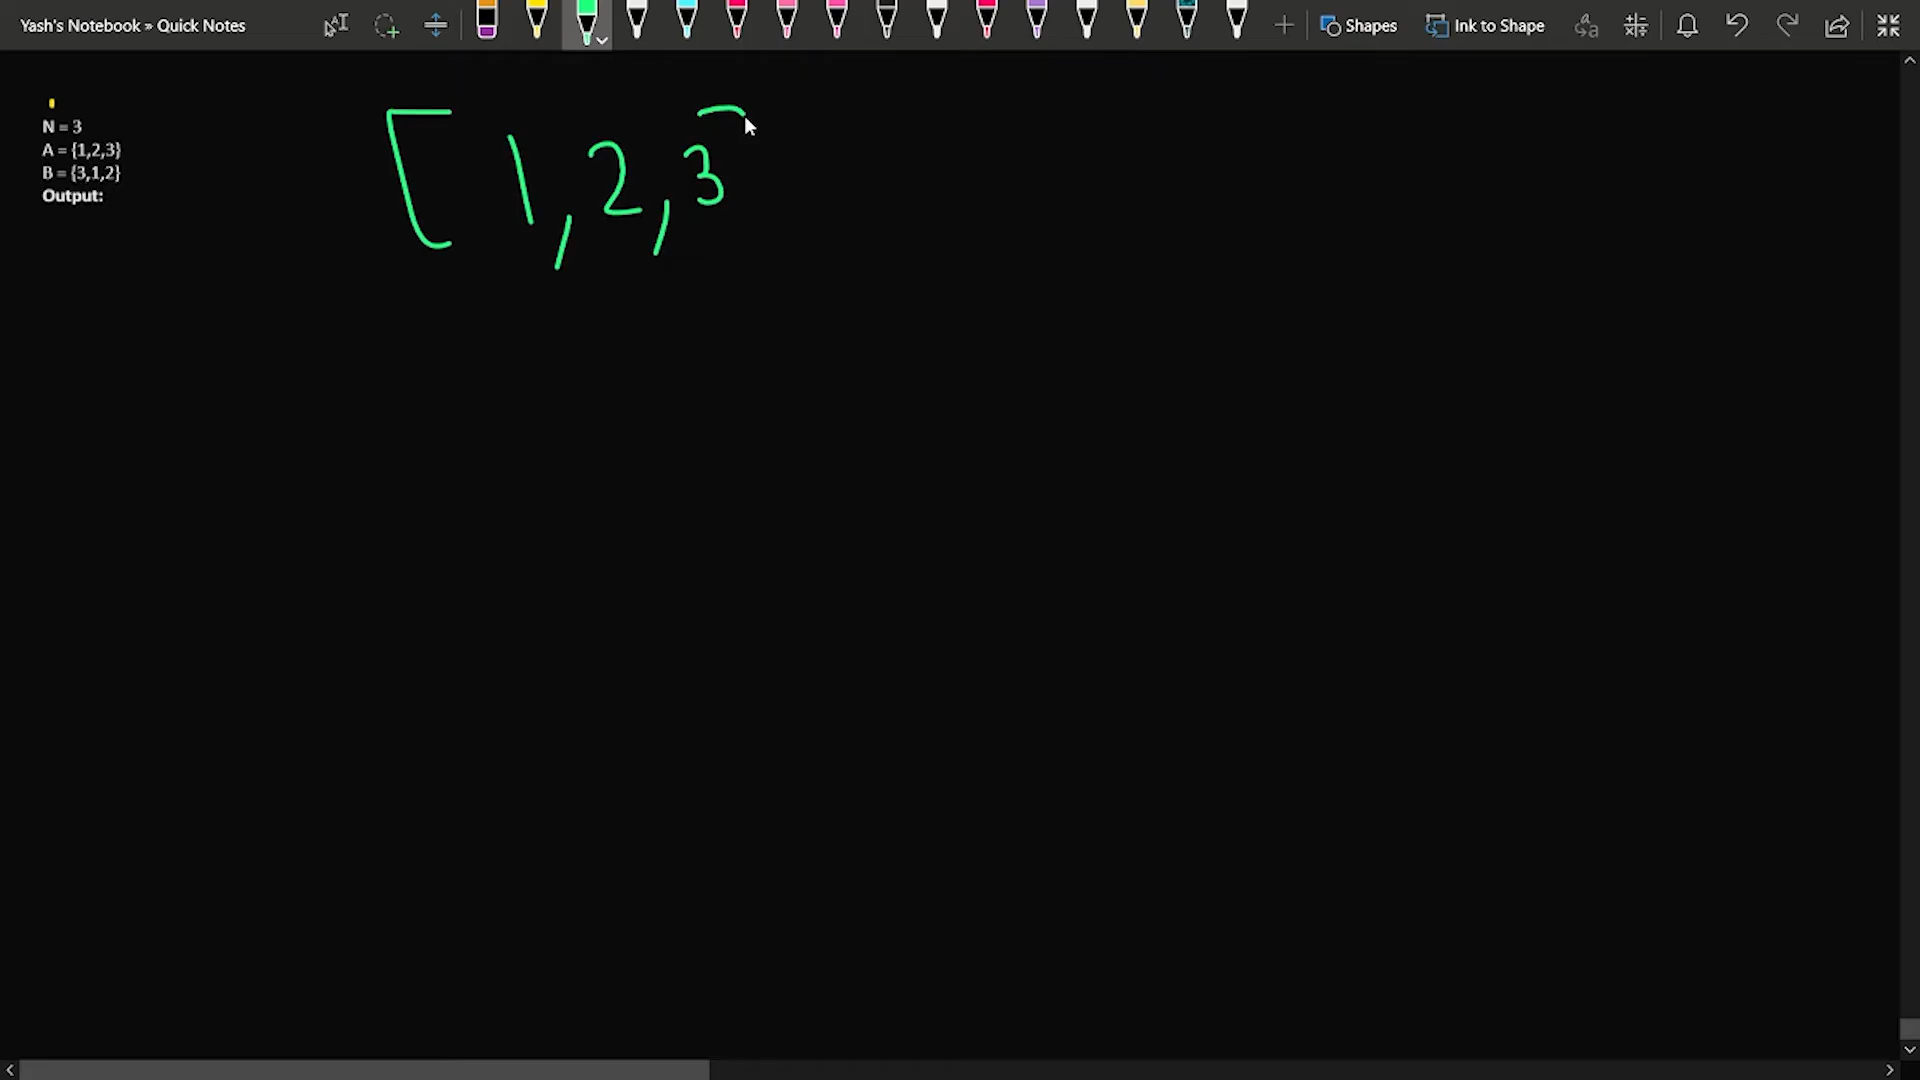 Yash's Notebook » Quick Notes
Shapes
Ink to Shape
N = 3
A = {1,2,3}
B = {3,1,2}
Output:
[ 1, 2, 3